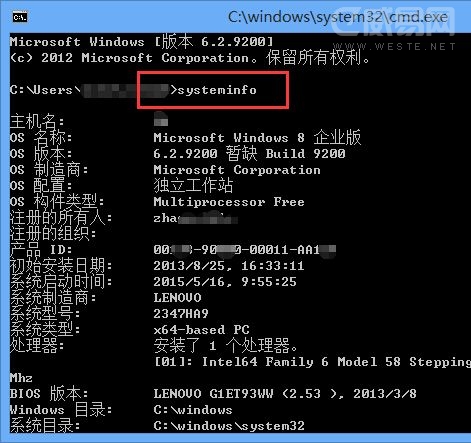 C:\windows\system32\cmd.exe
威易网
WWW.WESTE.NET
Microsoft Windows [版本 6.2.9200]
(c) 2012 Microsoft Corporation。保留所有权利。
C:\Users\ >systeminfo
主机名:
OS 名称: Microsoft Windows 8 企业版
OS 版本: 6.2.9200 暂缺 Build 9200
OS 制造商: Microsoft Corporation
OS 配置: 独立工作站
OS 构件类型: Multiprocessor Free
注册的所有人: zha
注册的组织:
产品 ID: 00 -90 0-00011-AA1
初始安装日期: 2013/8/25, 16:33:11
系统启动时间: 2015/5/16, 9:55:25
系统制造商: LENOVO
系统型号: 2347HA9
系统类型: x64-based PC
处理器: 安装了 1 个处理器。
[01]: Intel64 Family 6 Model 58 Stepping
Mhz
BIOS 版本: LENOVO G1ET93WW (2.53 ), 2013/3/8
Windows 目录: C:\windows
系统目录: C:\windows\system32